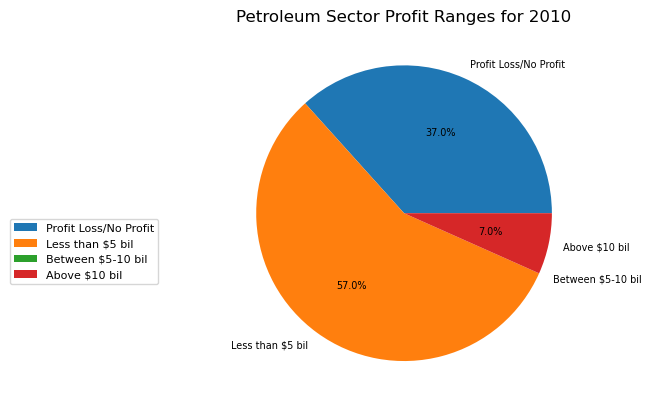 Petroleum Sector Profit Ranges for 2010
Profit Loss/No Profit
37.0%
Profit Loss/No Profit
Less than $5 bil
Between $5-10 bil
Above $10 bil
7.0%
Above $10 bil
Between $5-10 bil
57.0%
Less than $5 bil